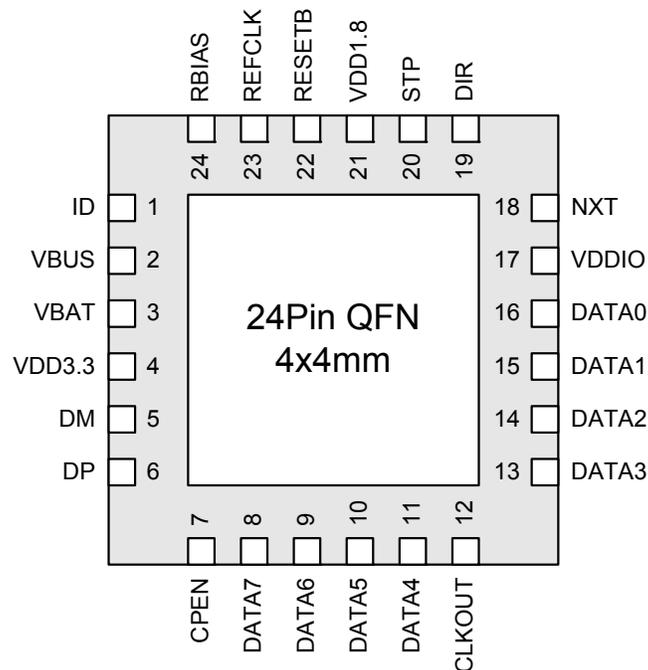 RBIAS
REFCLK
RESETB
VDD1.8
STP
DIR
24
23
22
21
20
19
ID 1
VBUS 2
VBAT 3
VDD3.3 4
DM 5
DP 6
24Pin QFN
4x4mm
18 NXT
17 VDDIO
16 DATA0
15 DATA1
14 DATA2
13 DATA3
7
8
9
10
11
12
CPEN
DATA7
DATA6
DATA5
DATA4
CLKOUT